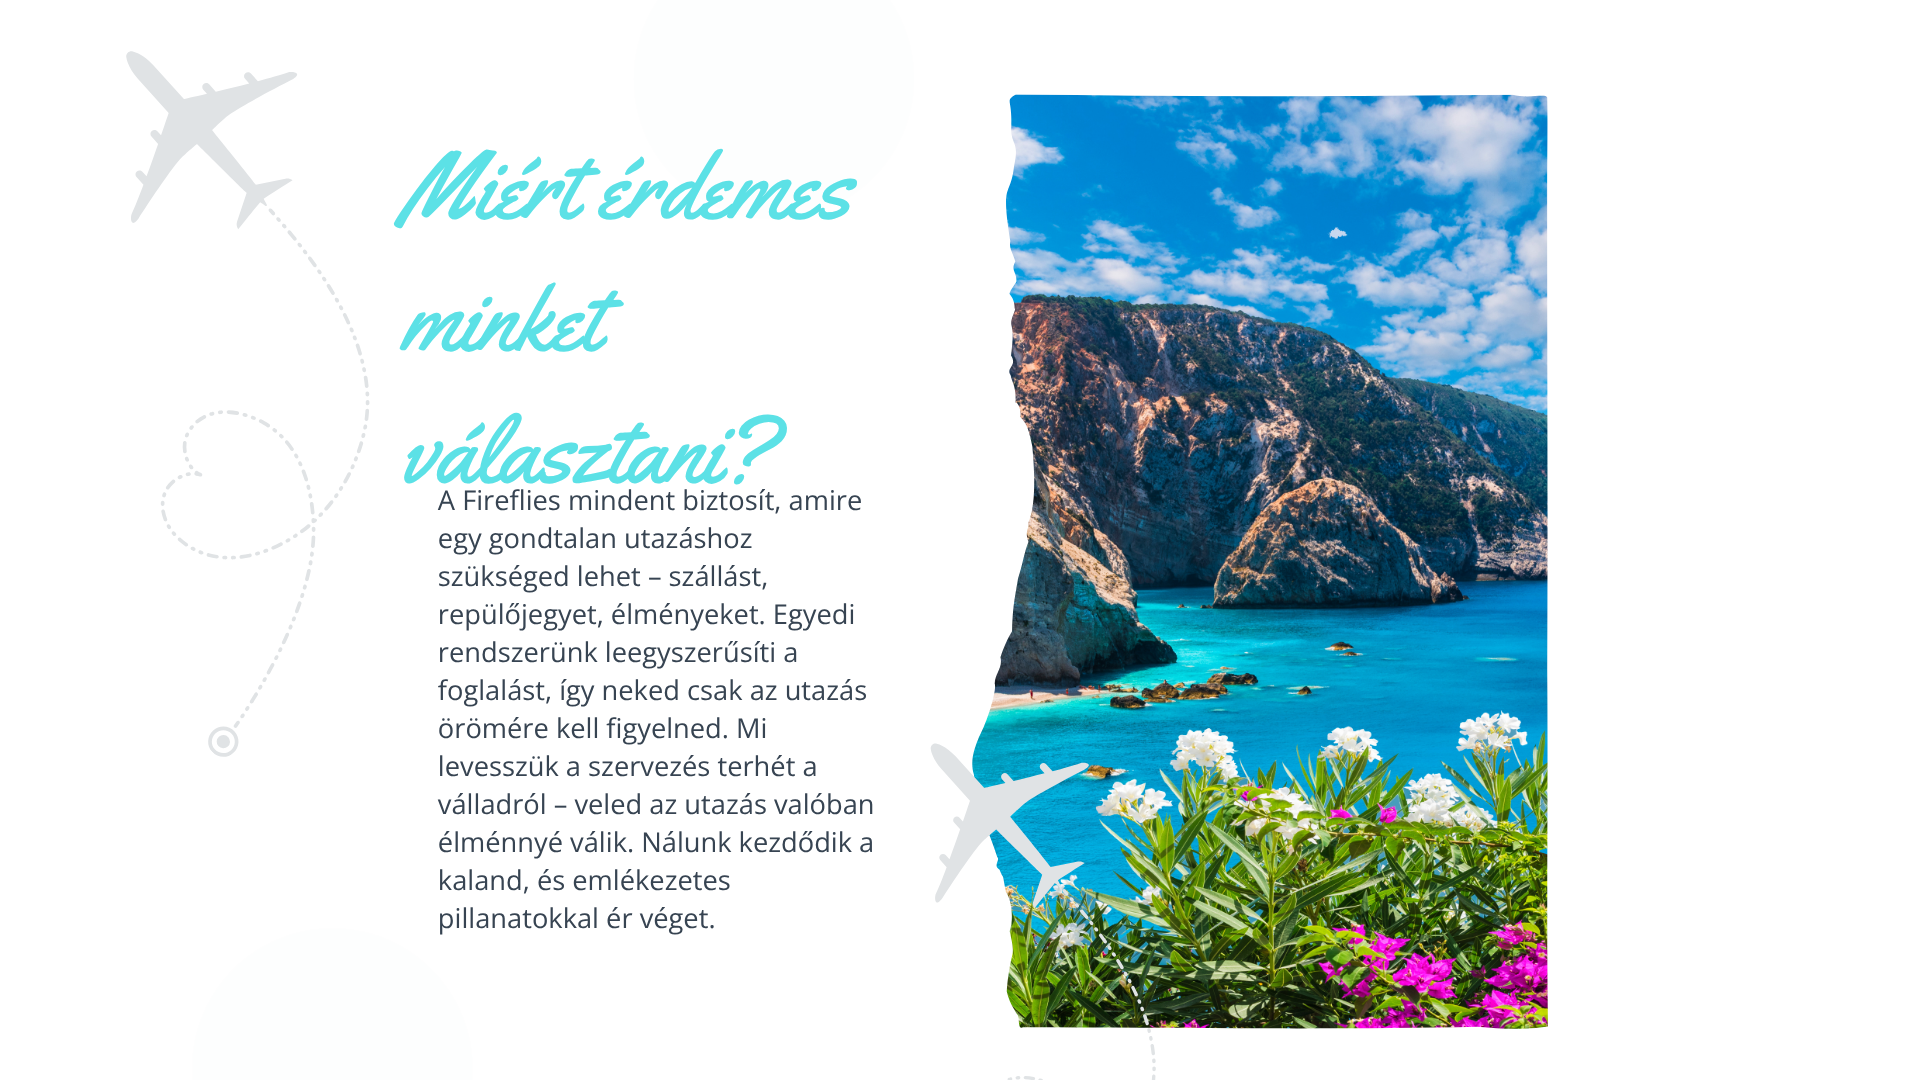 Miért érdemes
minket
választani?
A Fireflies mindent biztosít, amire
egy gondtalan utazáshoz
szükséged lehet – szállást,
repülőjegyet, élményeket. Egyedi
rendszerünk leegyszerűsíti a
foglalást, így neked csak az utazás
örömére kell figyelned. Mi
levesszük a szervezés terhét a
válladról – veled az utazás valóban
élménnyé válik. Nálunk kezdődik a
kaland, és emlékezetes
pillanatokkal ér véget.